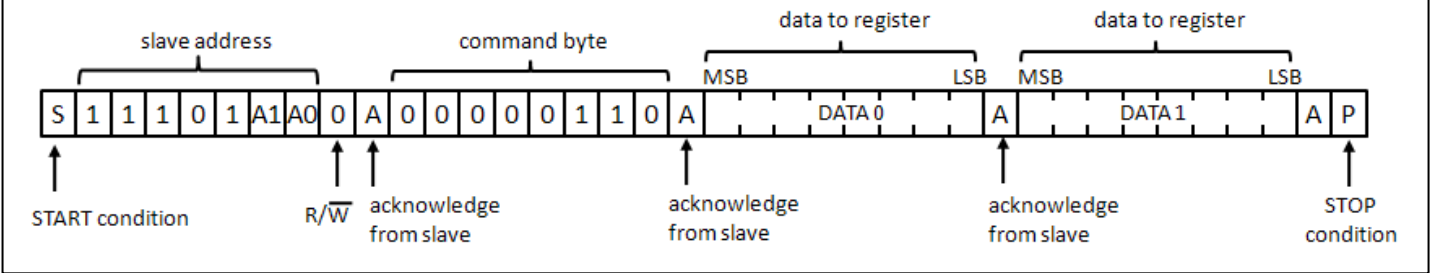 data to register data to register
slave address command byte
MSB LSB MSB LSB
S 1 1 1 0 1 A1 A0 0 A 0 0 0 0 0 1 1 0 A DATA 0 A DATA 1 A P
START condition R/W̅ acknowledge from slave acknowledge from slave acknowledge from slave STOP condition